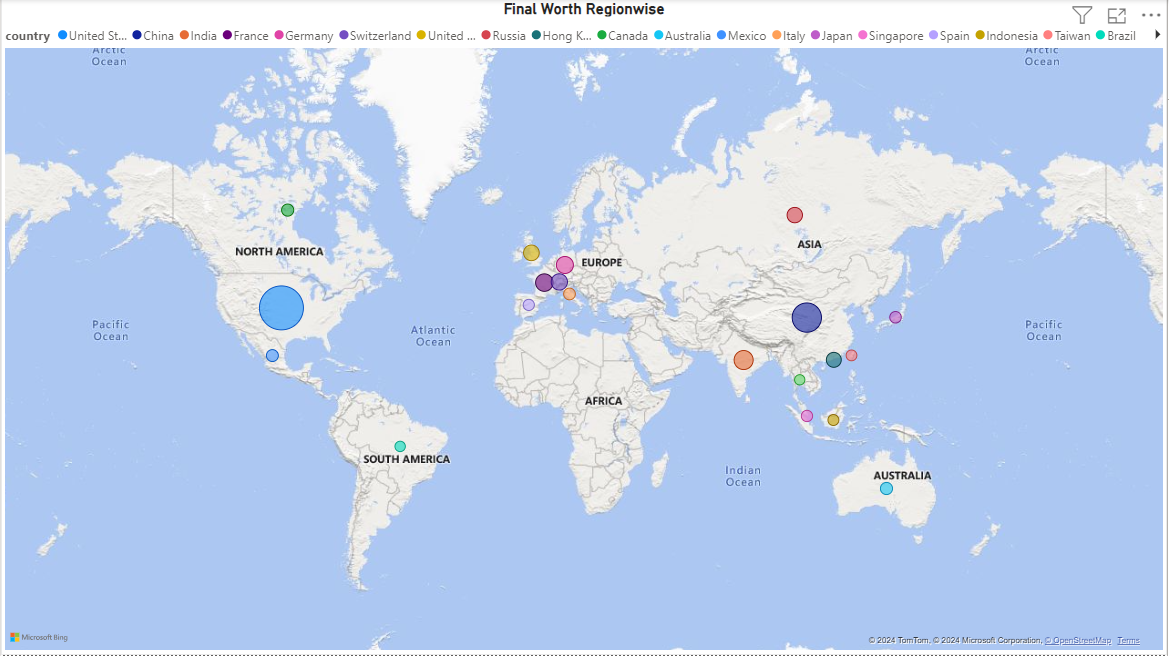 Final Worth Regionwise
country United St... China India France Germany Switzerland United ... Russia Hong K... Canada Australia Mexico Italy Japan Singapore Spain Indonesia Taiwan Brazil
Arctic
Ocean
Arctic
Ocean
NORTH AMERICA
ASIA
EUROPE
Pacific
Ocean
Atlantic
Ocean
Pacific
Ocean
AFRICA
SOUTH AMERICA
Indian
Ocean
AUSTRALIA
Microsoft Bing
© 2024 TomTom, © 2024 Microsoft Corporation, © OpenStreetMap Terms